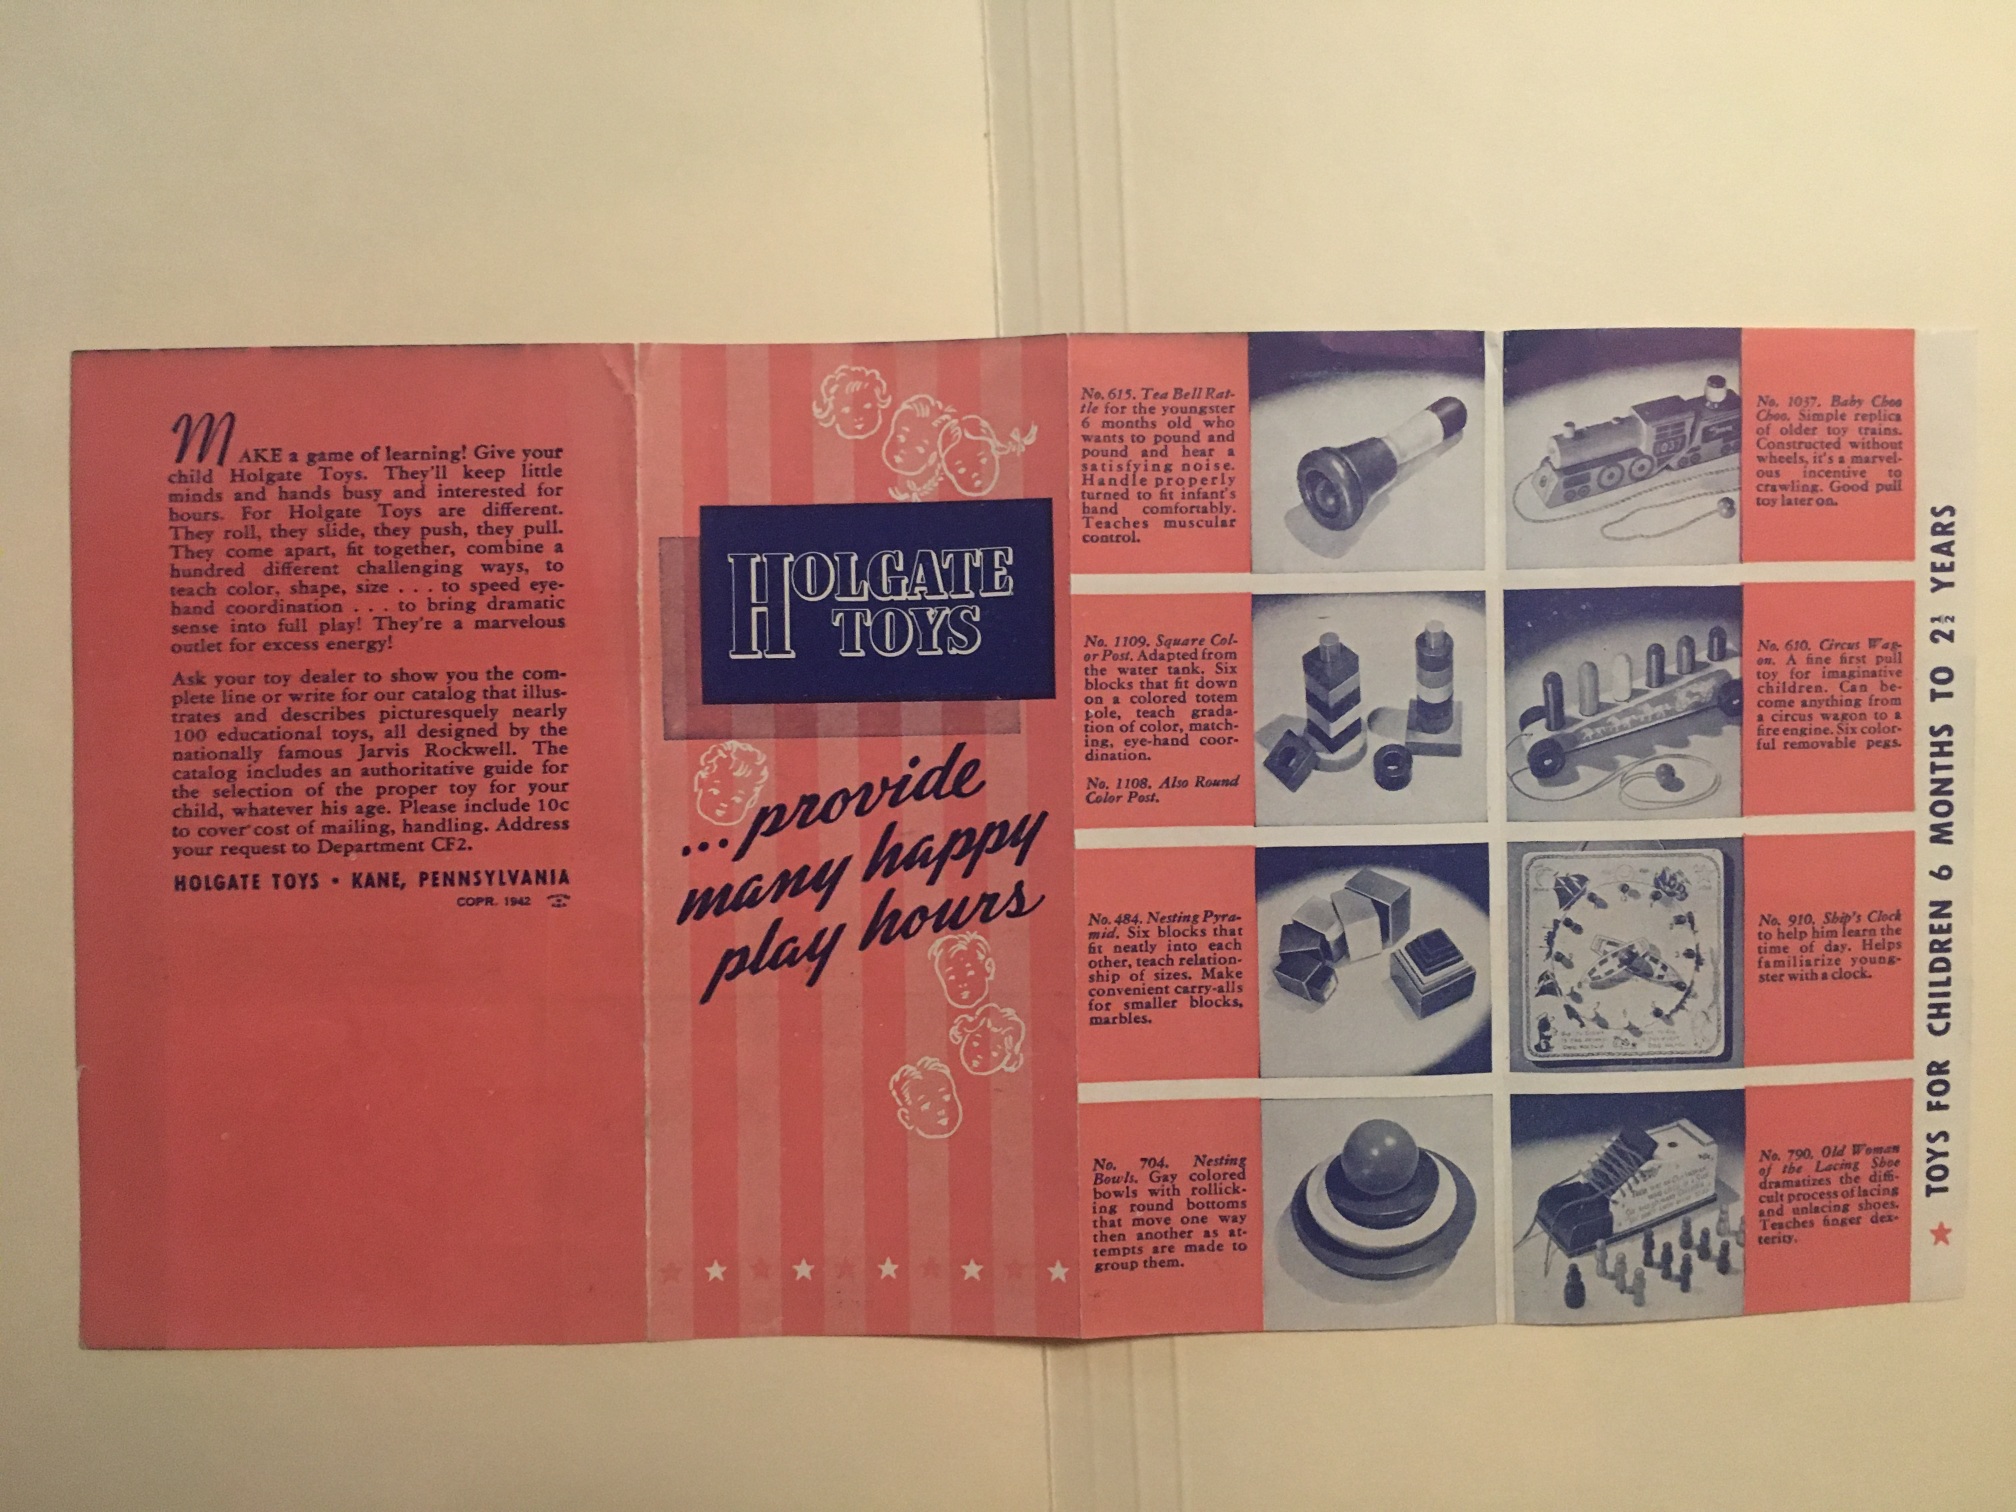 MAKE a game of learning! Give your
child Holgate Toys. They'll keep little
minds and hands busy and interested for
hours. For Holgate Toys are different.
They roll, they slide, they push, they pull.
They come apart, fit together, combine a
hundred different challenging ways, to
teach color, shape, size . . . to speed eye-
hand coordination . . . to bring dramatic
sense into full play! They're a marvelous
outlet for excess energy!
Ask your toy dealer to show you the com-
plete line or write for our catalog that illus-
trates and describes picturesquely nearly
100 educational toys, all designed by the
nationally famous Jarvis Rockwell. The
catalog includes an authoritative guide for
the selection of the proper toy for your
child, whatever his age. Please include 10c
to cover cost of mailing, handling. Address
your request to Department CF2.
HOLGATE TOYS • KANE, PENNSYLVANIA
COPR. 1942
HOLGATE
TOYS
...provide
many happy
play hours
No. 615. Tea Bell Rat-
tle for the youngster
6 months old who
wants to pound and
pound and hear a
satisfying noise.
Handle properly
turned to fit infant's
hand comfortably.
Teaches muscular
control.
No. 1109. Square Col-
or Post. Adapted from
the water tank. Six
blocks that fit down
on a colored totem
pole, teach grada-
tion of color, match-
ing, eye-hand coor-
dination.
No. 1108. Also Round
Color Post.
No. 484. Nesting Pyra-
mid. Six blocks that
fit neatly into each
other, teach relation-
ship of sizes. Make
convenient carry-alls
for smaller blocks,
marbles.
No. 704. Nesting
Bowls. Gay colored
bowls with rollick-
ing round bottoms
that move one way
then another as at-
tempts are made to
group them.
No. 1037. Baby Choo
Choo. Simple replica
of older toy trains.
Constructed without
wheels, it's a marvel-
ous incentive to
crawling. Good pull
toy later on.
No. 610. Circus Wag-
on. A fine first pull
toy for imaginative
children. Can be-
come anything from
a circus wagon to a
fire engine. Six color-
ful removable pegs.
No. 910. Ship's Clock
to help him learn the
time of day. Helps
familiarize young-
ster with a clock.
No. 790. Old Woman
of the Lacing Shoe
dramatizes the diffi-
cult process of lacing
and unlacing shoes.
Teaches finger dex-
terity.
★ TOYS FOR CHILDREN 6 MONTHS TO 2½ YEARS